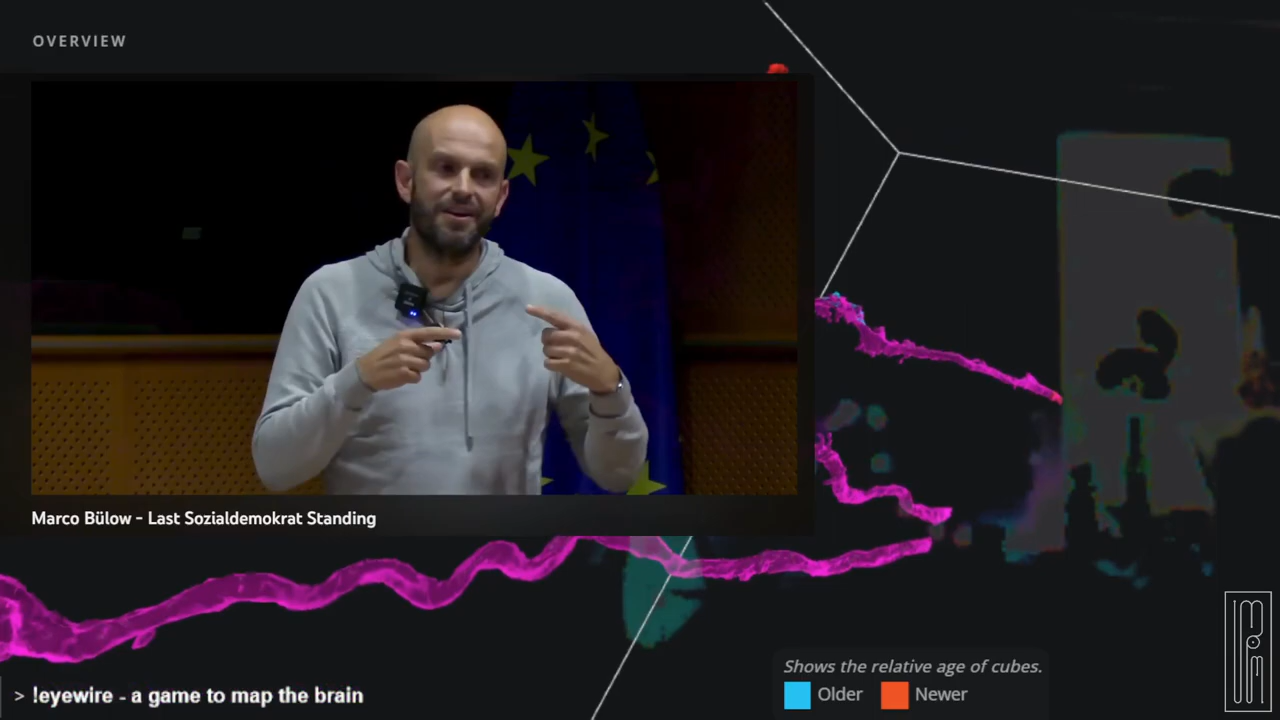 OVERVIEW
Marco Bülow - Last Sozialdemokrat Standing
Shows the relative age of cubes.
Older Newer
> !eyewire - a game to map the brain